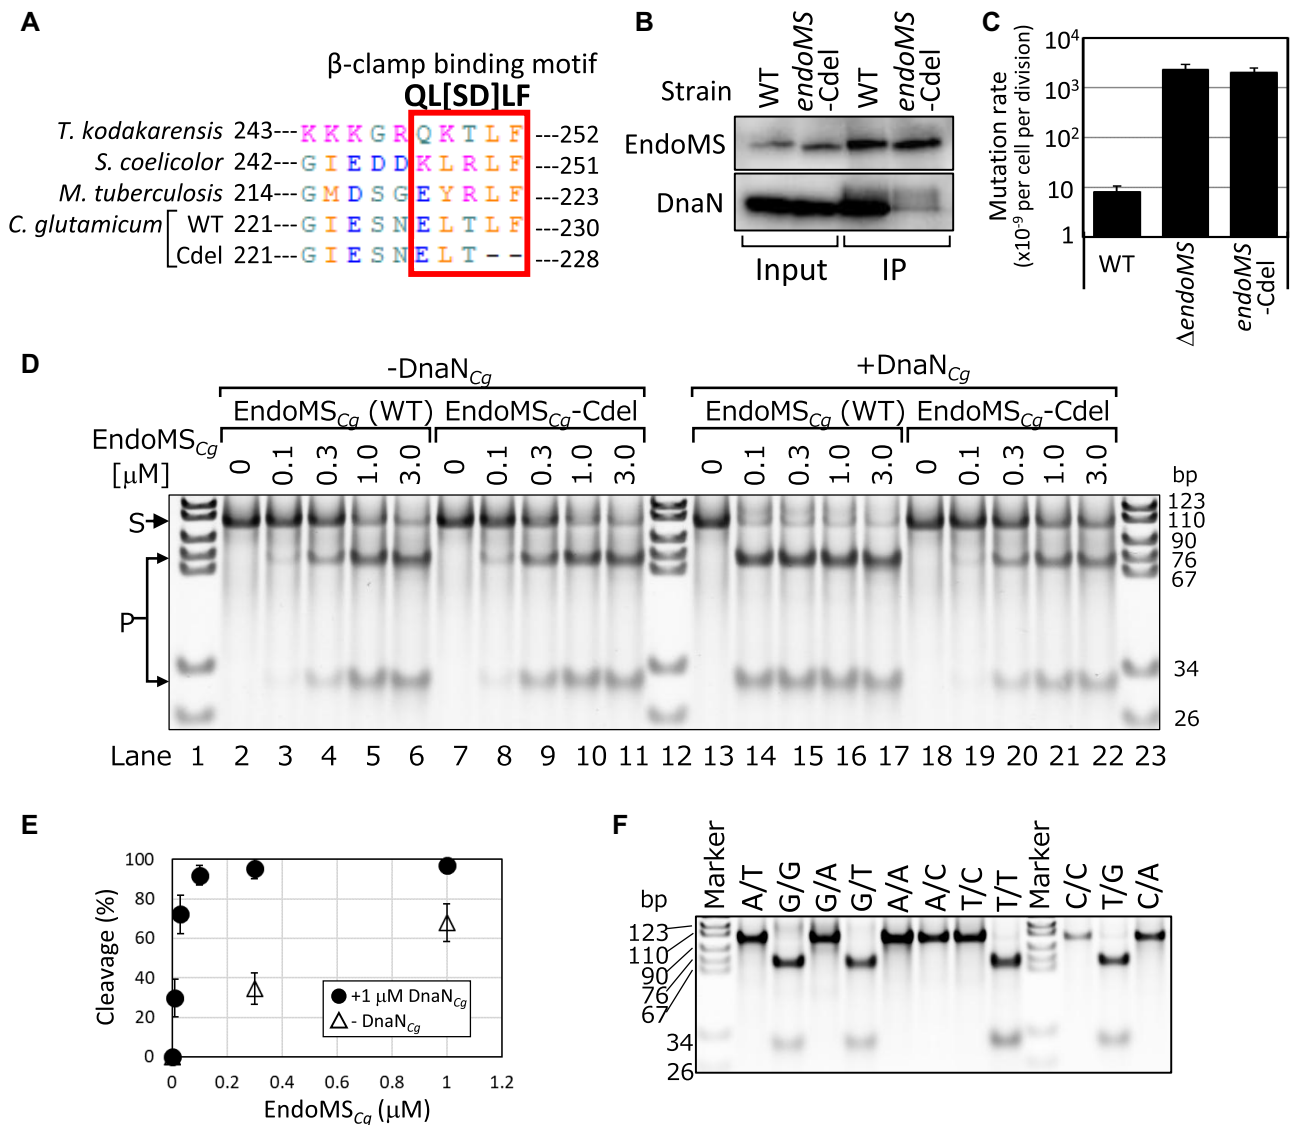 A
β-clamp binding motif
QL[SD]LF
T. kodakarensis 243---KKKGRQKTLF---252
S. coelicolor 242---GIEDDKLRLF---251
M. tuberculosis 214---GMDSGEYRLF---223
C. glutamicum WT 221---GIESNELTLF---230
Cdel 221---GIESNELT-- ---228
B
Strain WT endoMS-Cdel WT endoMS-Cdel
EndoMS
DnaN
Input IP
C
Mutation rate
(x10-9 per cell per division)
104
103
102
10
1
WT ΔendoMS endoMS-Cdel
D
-DnaNCg +DnaNCg
EndoMSCg (WT) EndoMSCg-Cdel EndoMSCg (WT) EndoMSCg-Cdel
EndoMSCg
[μM]
0 0.1 0.3 1.0 3.0 0 0.1 0.3 1.0 3.0 0 0.1 0.3 1.0 3.0 0 0.1 0.3 1.0 3.0
bp
S
P
123
110
90
76
67
34
26
Lane 1 2 3 4 5 6 7 8 9 10 11 12 13 14 15 16 17 18 19 20 21 22 23
E
Cleavage (%)
100
80
60
40
20
0
+1 μM DnaNCg
- DnaNCg
0 0.2 0.4 0.6 0.8 1 1.2
EndoMSCg (μM)
F
bp
Marker A/T G/G G/A G/T A/A A/C T/C T/T Marker C/C T/G C/A
123
110
90
76
67
34
26